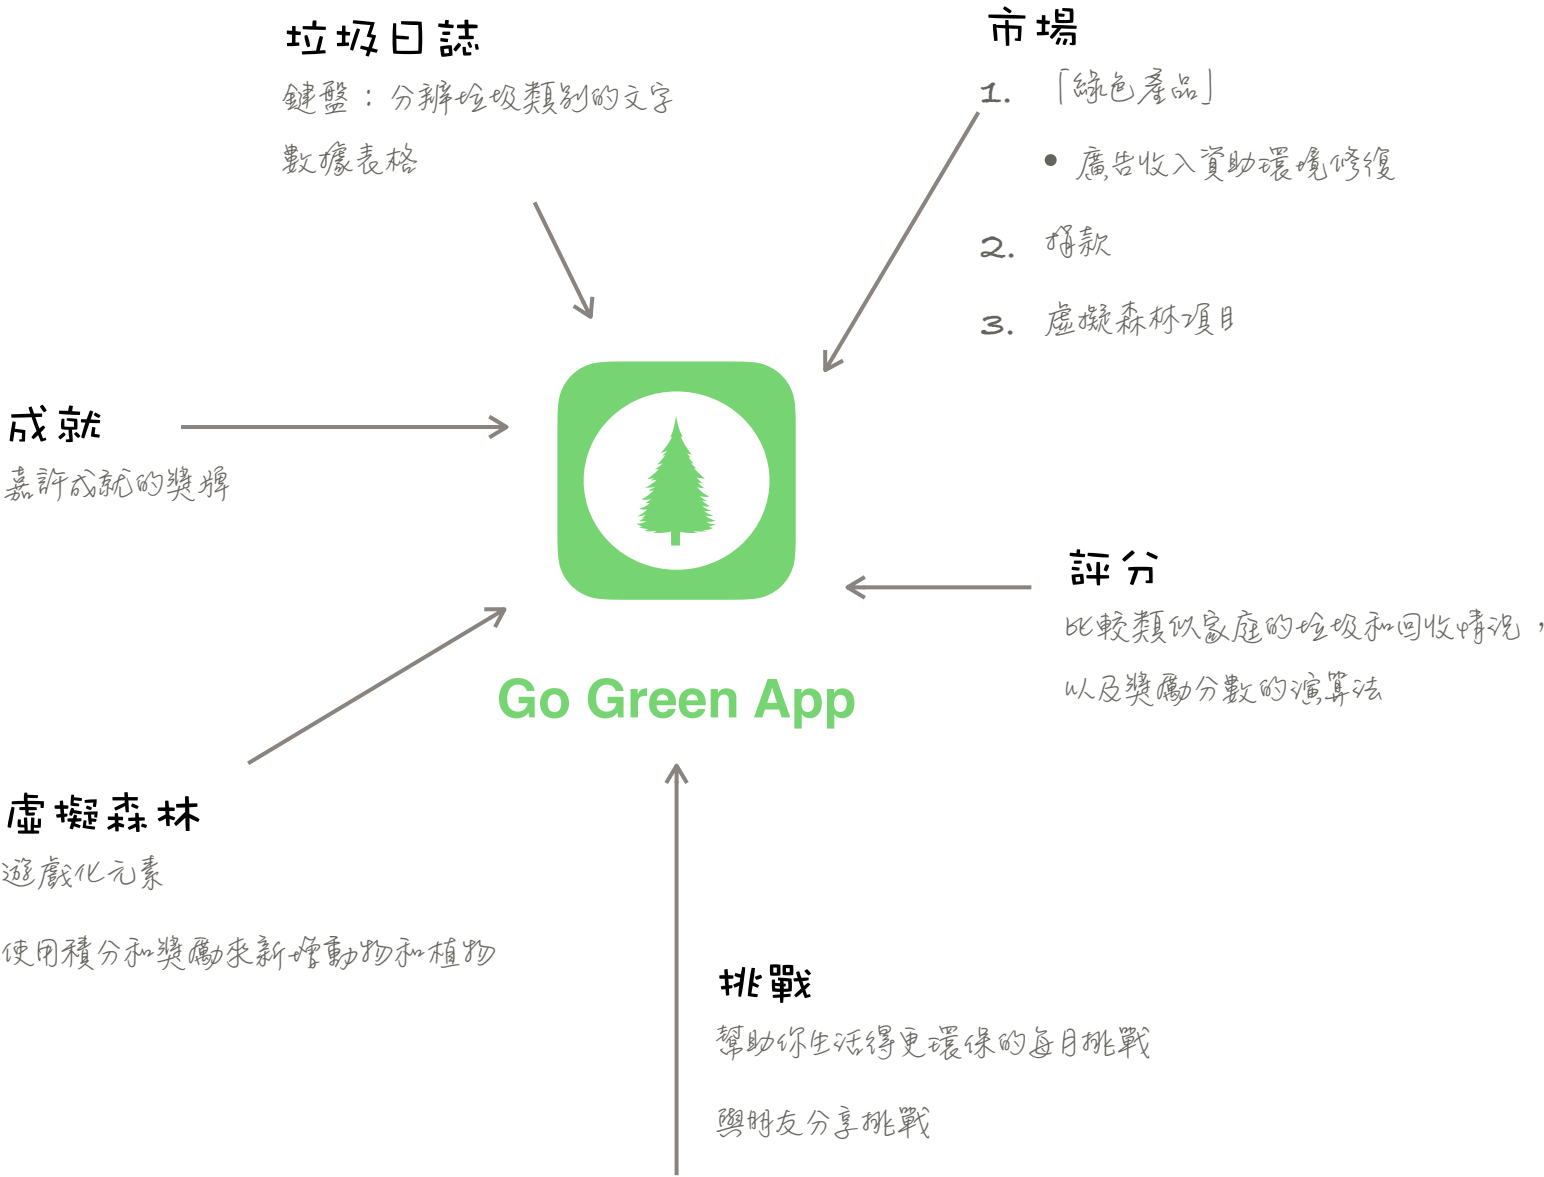 垃圾日誌
鍵盤：分辨垃圾類別的文字
數據表格
市場
1. 「綠色產品」
• 廣告收入資助環境修復
2. 捐款
3. 虛擬森林項目
成就
嘉許成就的獎牌
評分
比較類似家庭的垃圾和回收情況，
以及獎勵分數的演算法
Go Green App
虛擬森林
遊戲化元素
使用積分和獎勵來新增動物和植物
挑戰
幫助你生活得更環保的每月挑戰
與朋友分享挑戰